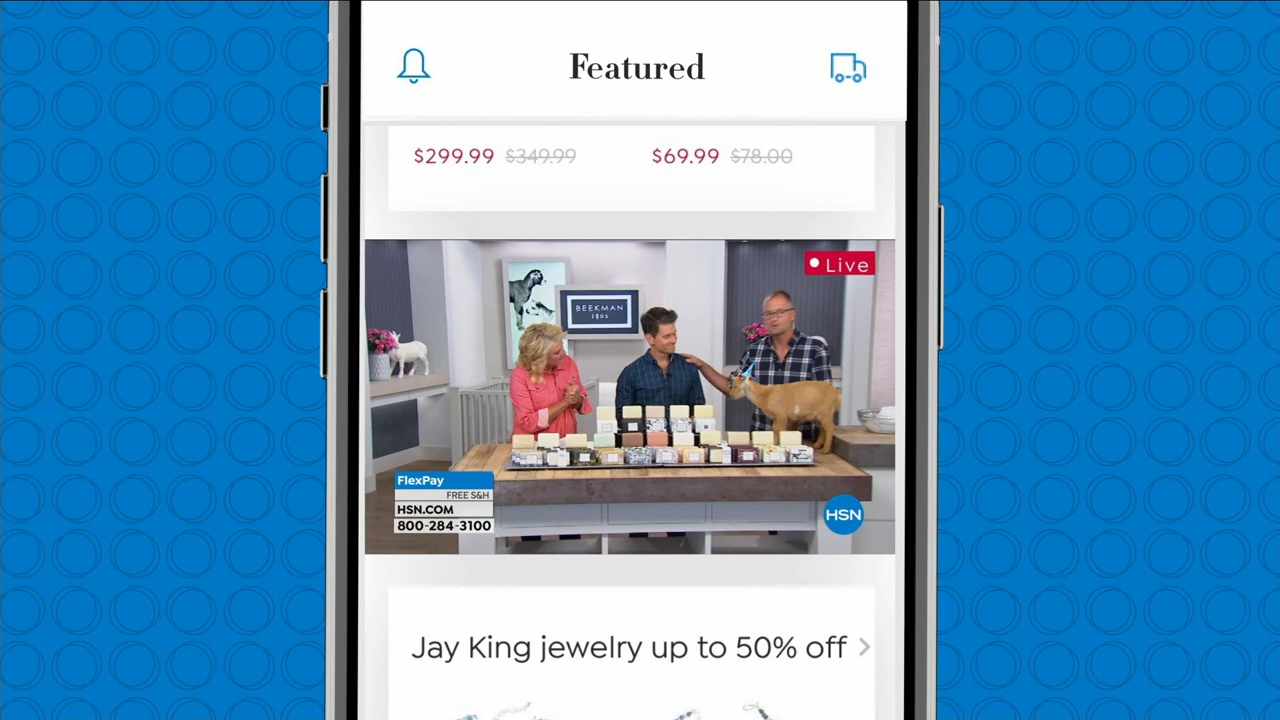 Featured
$299.99 $349.99 $69.99 $78.00
Live
BEEKMAN
1802
FlexPay
FREE S&H
HSN.COM
800-284-3100
HSN
Jay King jewelry up to 50% off